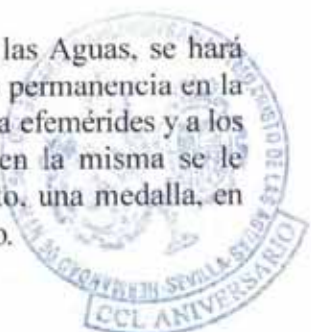 las Aguas, se hará
permanencia en la
a efemérides y a los
en la misma se le
o, una medalla, en
o.
SEVILLA
CCL ANIVERSARIO